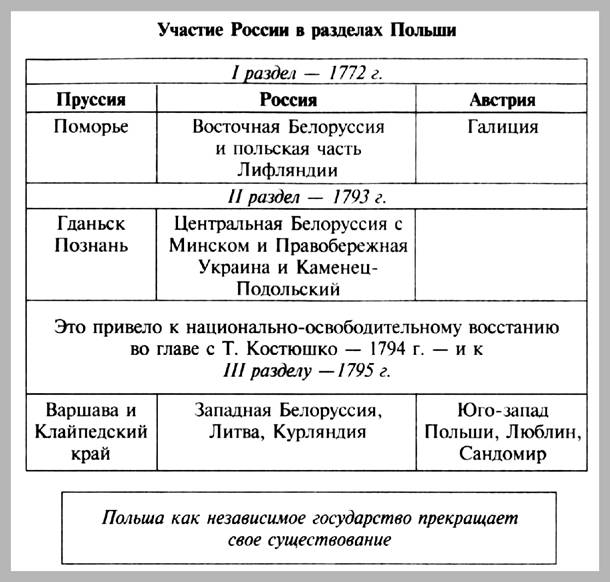 Участие России в разделах Польши
I раздел — 1772 г.
Пруссия
Россия
Австрия
Поморье
Восточная Белоруссия
и польская часть
Лифляндии
Галиция
II раздел — 1793 г.
Гданьск
Познань
Центральная Белоруссия с
Минском и Правобережная
Украина и Каменец-
Подольский
Это привело к национально-освободительному восстанию
во главе с Т. Костюшко — 1794 г. — и к
III разделу —1795 г.
Варшава и
Клайпедский
край
Западная Белоруссия,
Литва, Курляндия
Юго-запад
Польши, Люблин,
Сандомир
Польша как независимое государство прекращает
свое существование